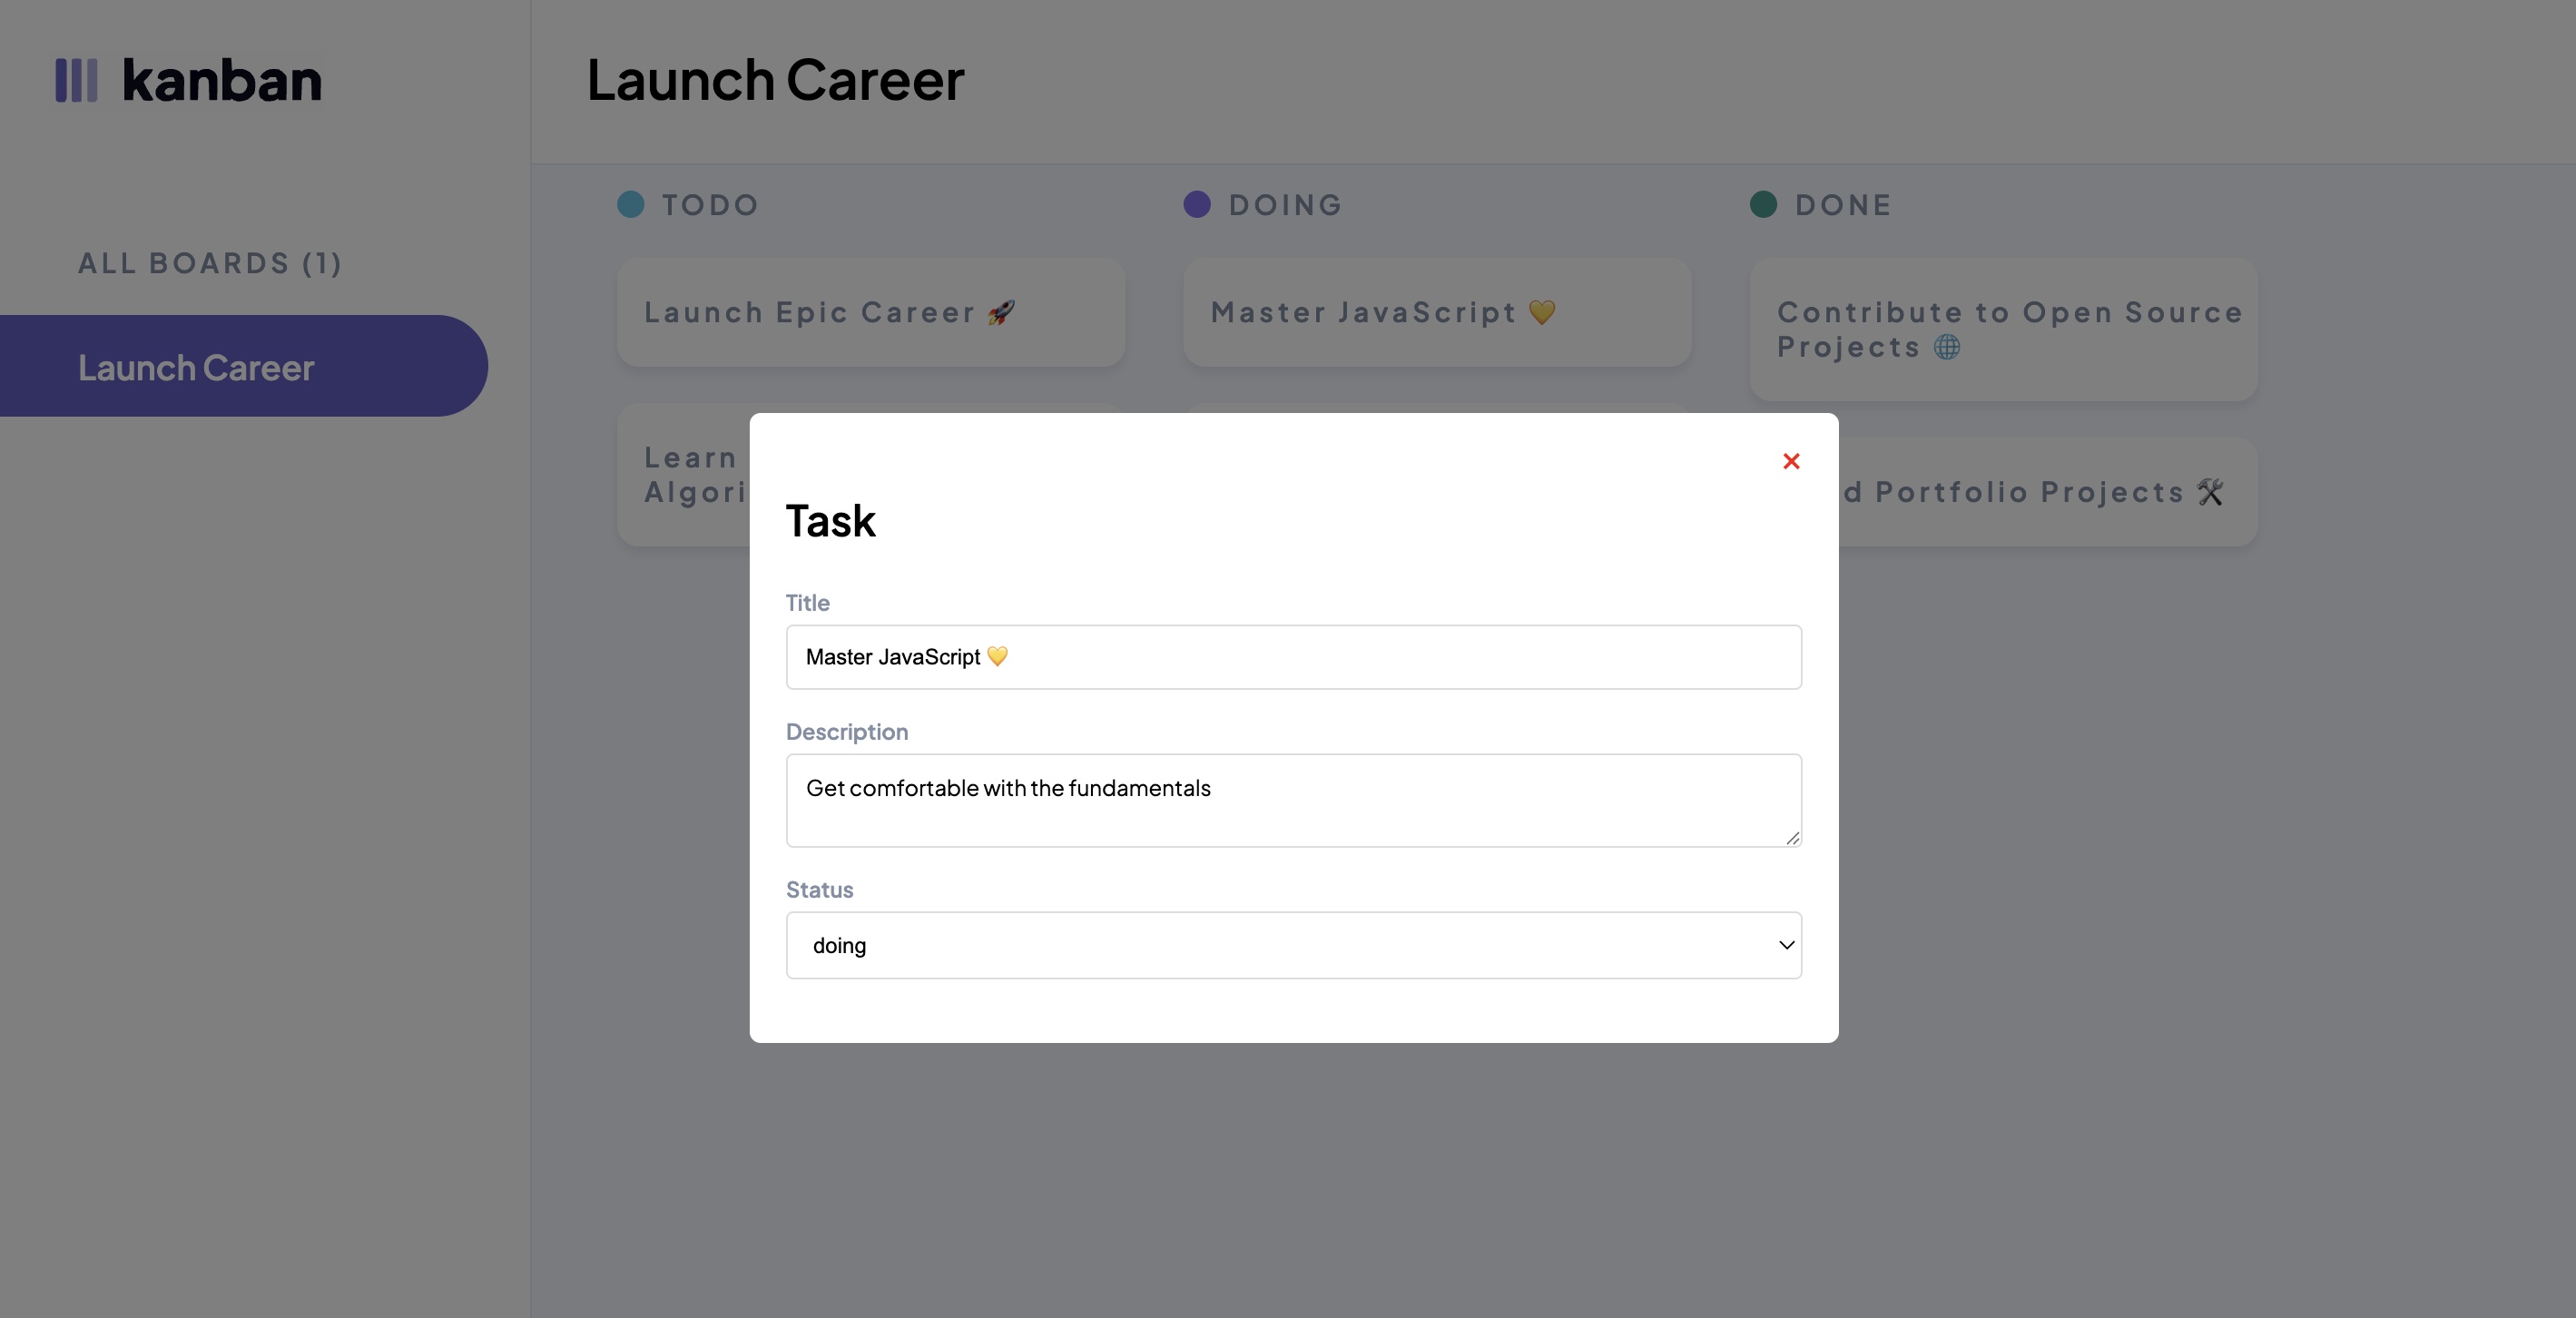 kanban
ALL BOARDS (1)
Launch Career
Launch Career
TODO
Launch Epic Career 🚀
Learn
DOING
Master JavaScript 💛
DONE
Contribute to Open Source
Projects 🌐
Portfolio Projects 🛠
Task
Title
Master JavaScript 💛
Description
Get comfortable with the fundamentals
Status
doing